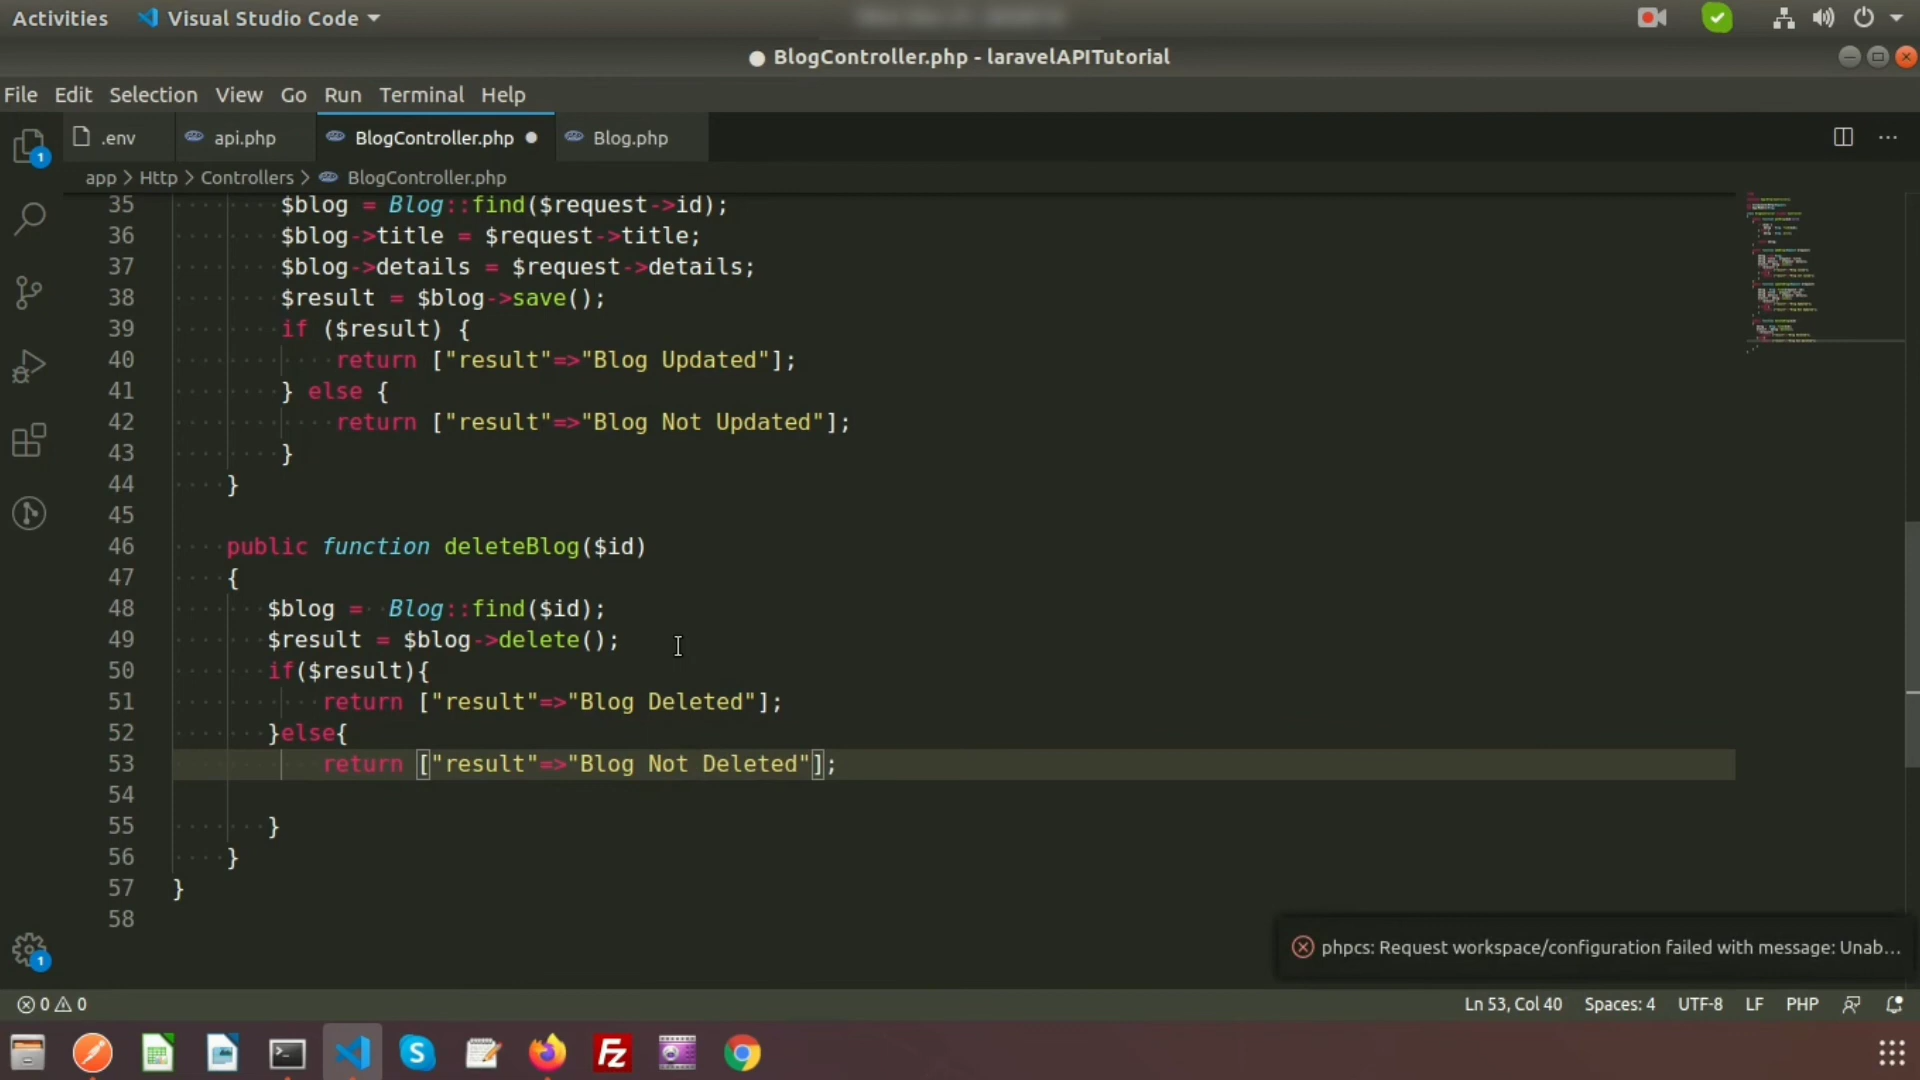 Activities Visual Studio Code
BlogController.php - laravelAPITutorial
File Edit Selection View Go Run Terminal Help
.env api.php BlogController.php Blog.php
app > Http > Controllers > BlogController.php
35 $blog = Blog::find($request->id);
36 $blog->title = $request->title;
37 $blog->details = $request->details;
38 $result = $blog->save();
39 if ($result) {
40 return ["result"=>"Blog Updated"];
41 } else {
42 return ["result"=>"Blog Not Updated"];
43 }
44 }
45
46 public function deleteBlog($id)
47 {
48 $blog = Blog::find($id);
49 $result = $blog->delete();
50 if($result){
51 return ["result"=>"Blog Deleted"];
52 }else{
53 return ["result"=>"Blog Not Deleted"];
54
55 }
56 }
57 }
58
phpcs: Request workspace/configuration failed with message: Unab...
0 0 Ln 53, Col 40 Spaces: 4 UTF-8 LF PHP